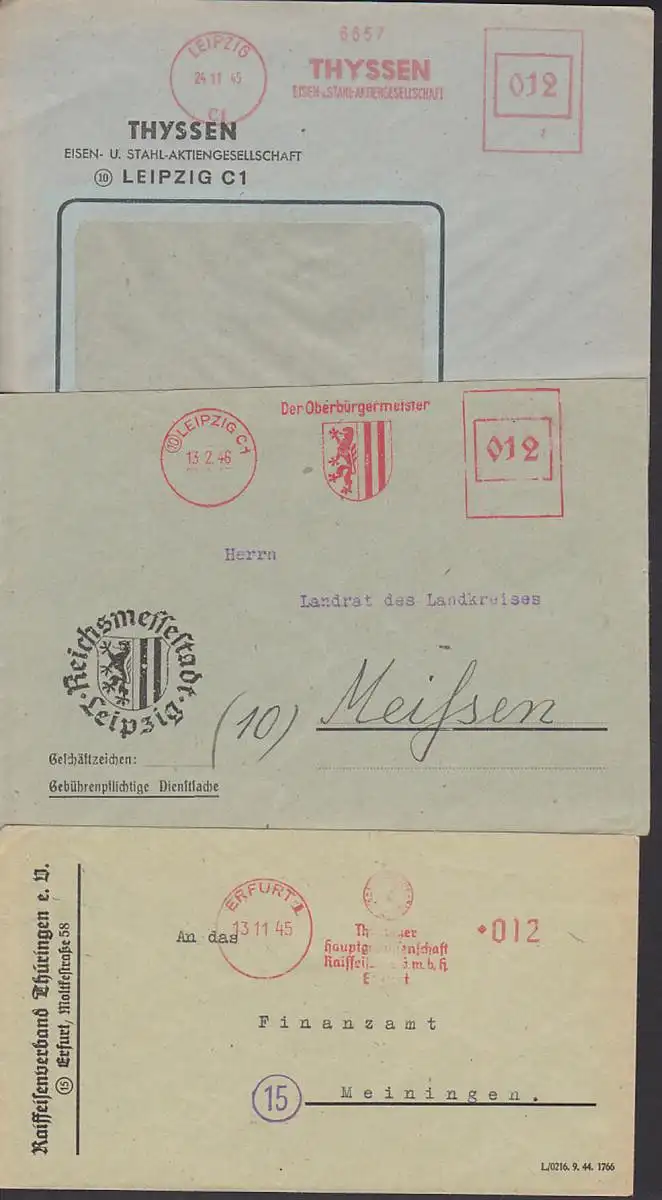 6657
LEIPZIG
24 11 45
C1
THYSSEN
EISEN-u.STAHL-AKTIENGESELLSCHAFT
012
THYSSEN
EISEN- U. STAHL-AKTIENGESELLSCHAFT
(10) LEIPZIG C1
Der Oberbürgermeister
(10) LEIPZIG C1
13.2.46
012
Herrn
Landrat des Landkreises
Reichsmessestadt
Leipzig
(10) Meissen
Geschäftzeichen:
Gebührenpflichtige Dienstsache
Raiffeisenverband Thüringen e. V.
(15) Erfurt, Moltkestraße 58
ERFURT 1
13 11 45
hauptg
Raiffei m.b.h
*012
An das
Finanzamt
15
Meiningen.
L/0216. 9. 44. 1766